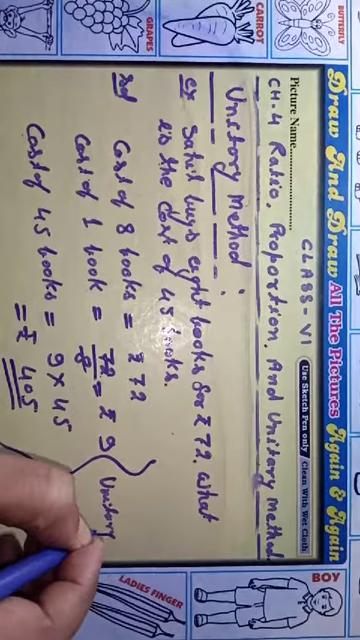 Draw And Draw All The Pictures Again & Again
Picture Name..................
CLASS-VI
Use Sketch Pen only
Clean With Wet Cloth
CH-4 Ratio, Proportion, And Unitary Method
Unitary Method :
Ex Sahil buys eight books for ₹ 72. What
is the cost of 45 books.
Sol Cost of 8 books = ₹ 72
Cost of 1 book = 72/8 = ₹ 9
Unitary
Cost of 45 books = 9 × 45
= ₹ 405
BUTTERFLY
CARROT
GRAPES
BOY
LADIES FINGER